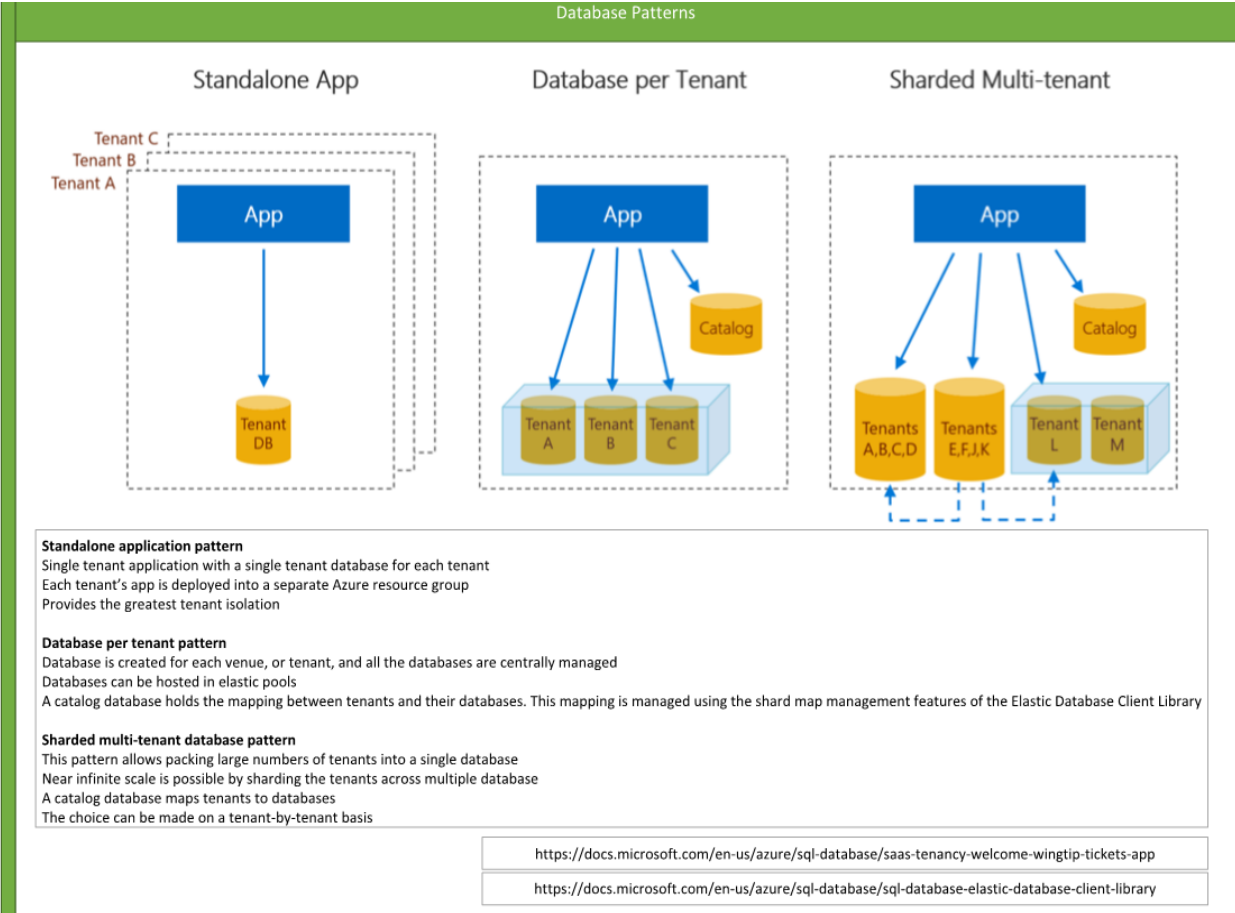 Database Patterns
Standalone App
Database per Tenant
Sharded Multi-tenant
Tenant C
Tenant B
Tenant A
App
App
App
Catalog
Catalog
Tenant
DB
Tenant
A
Tenant
B
Tenant
C
Tenants
A,B,C,D
Tenants
E,F,J,K
Tenant
L
Tenant
M
Standalone application pattern
Single tenant application with a single tenant database for each tenant
Each tenant's app is deployed into a separate Azure resource group
Provides the greatest tenant isolation
Database per tenant pattern
Database is created for each venue, or tenant, and all the databases are centrally managed
Databases can be hosted in elastic pools
A catalog database holds the mapping between tenants and their databases. This mapping is managed using the shard map management features of the Elastic Database Client Library
Sharded multi-tenant database pattern
This pattern allows packing large numbers of tenants into a single database
Near infinite scale is possible by sharding the tenants across multiple database
A catalog database maps tenants to databases
The choice can be made on a tenant-by-tenant basis
https://docs.microsoft.com/en-us/azure/sql-database/saas-tenancy-welcome-wingtip-tickets-app
https://docs.microsoft.com/en-us/azure/sql-database/sql-database-elastic-database-client-library